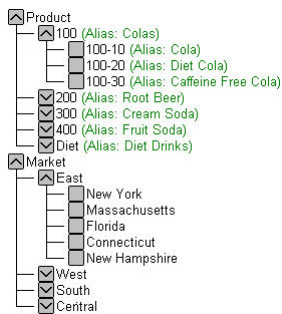 Product
100 (Alias: Colas)
100-10 (Alias: Cola)
100-20 (Alias: Diet Cola)
100-30 (Alias: Caffeine Free Cola)
200 (Alias: Root Beer)
300 (Alias: Cream Soda)
400 (Alias: Fruit Soda)
Diet (Alias: Diet Drinks)
Market
East
New York
Massachusetts
Florida
Connecticut
New Hampshire
West
South
Central